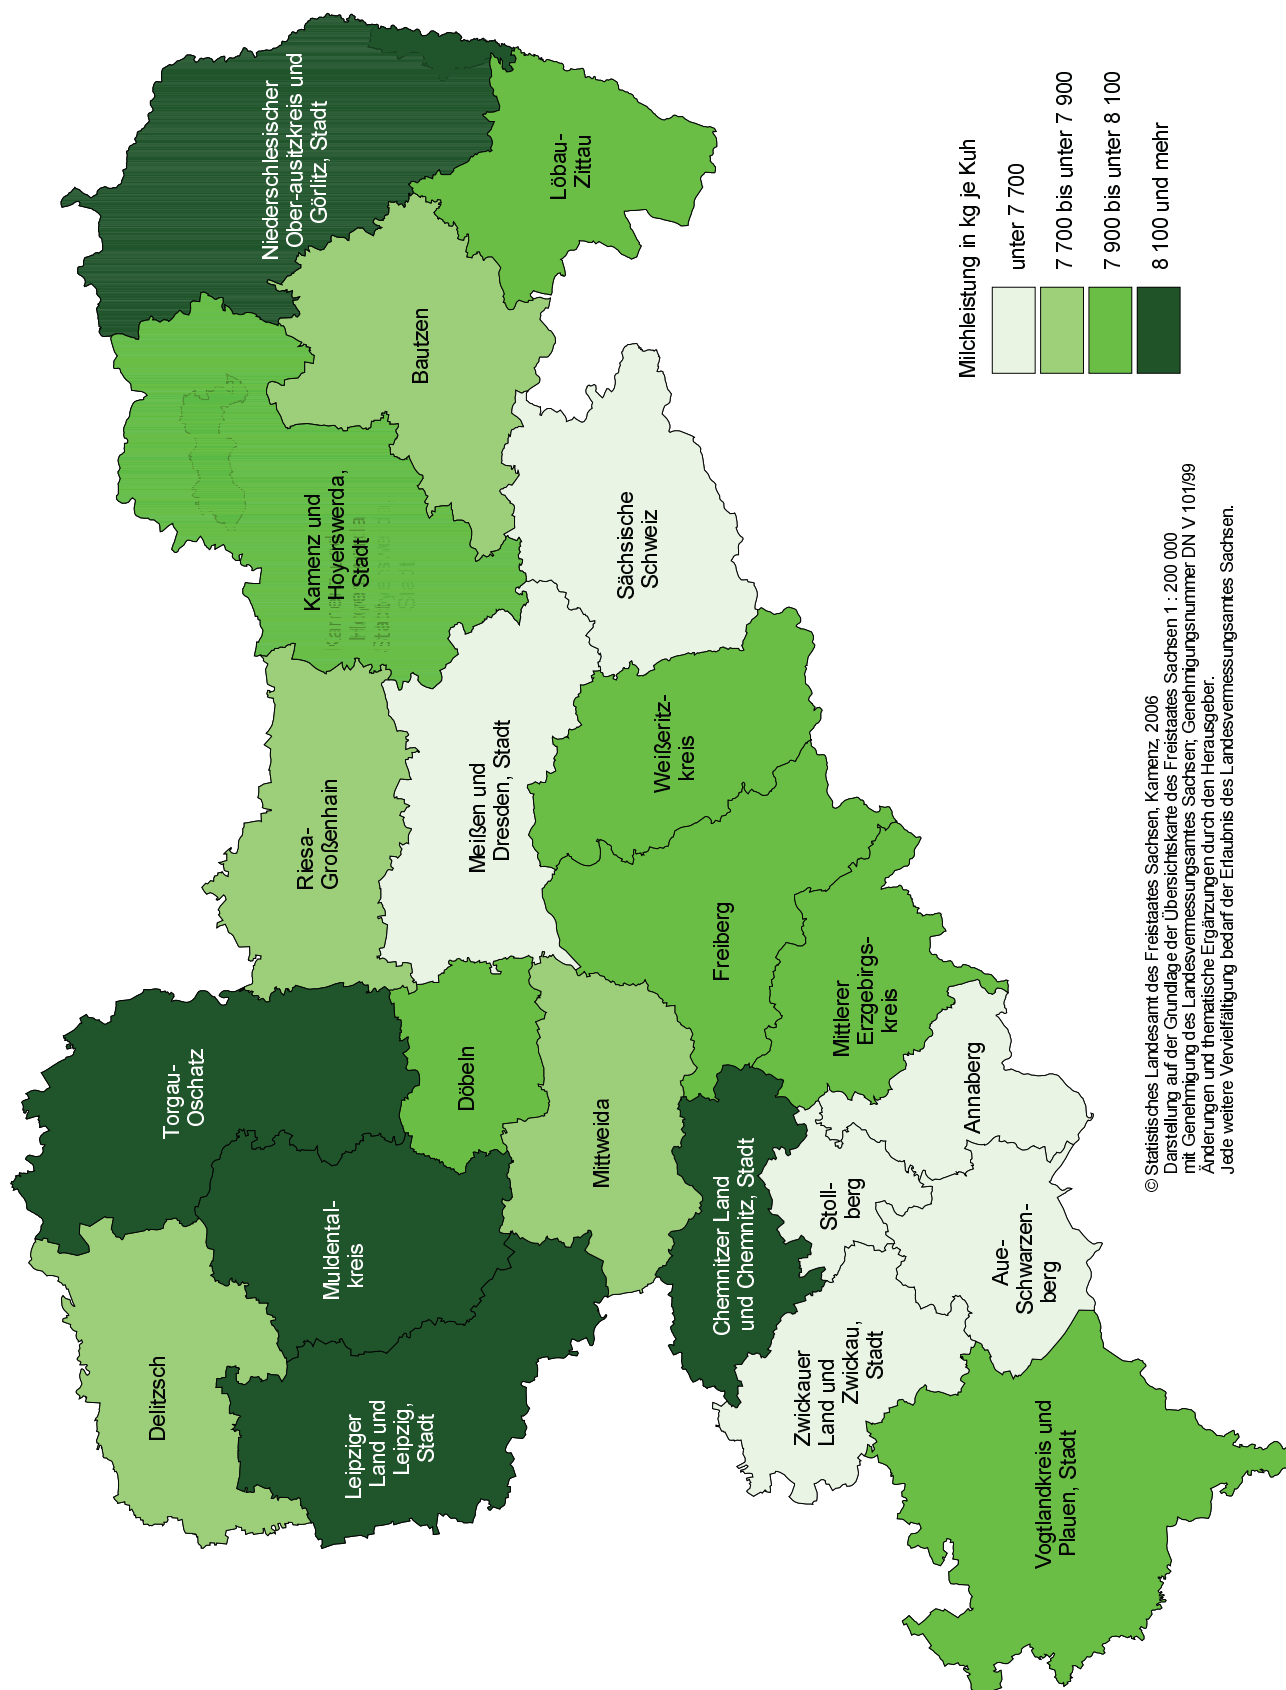 Niederschlesischer
Ober-ausitzkreis und
Görlitz, Stadt
Löbau-
Zittau
Bautzen
Kamenz und
Hoyerswerda,
Stadt
Sächsische
Schweiz
Riesa-
Großenhain
Meißen und
Dresden, Stadt
Weißeritz-
kreis
Freiberg
Mittlerer
Erzgebirgs-
kreis
Torgau-
Oschatz
Döbeln
Mittweida
Annaberg
Muldental-
kreis
Chemnitzer Land
und Chemnitz, Stadt
Stoll-
berg
Aue-
Schwarzen-
berg
Delitzsch
Leipziger
Land und
Leipzig,
Stadt
Zwickauer
Land und
Zwickau,
Stadt
Vogtlandkreis und
Plauen, Stadt
Milchleistung in kg je Kuh
unter 7 700
7 700 bis unter 7 900
7 900 bis unter 8 100
8 100 und mehr
© Statistisches Landesamt des Freistaates Sachsen, Kamenz, 2006
Darstellung auf der Grundlage der Übersichtskarte des Freistaates Sachsen 1 : 200 000
mit Genehmigung des Landesvermessungsamtes Sachsen; Genehmigungsnummer DN V 101/99
Änderungen und thematische Ergänzungen durch den Herausgeber.
Jede weitere Vervielfältigung bedarf der Erlaubnis des Landesvermessungsamtes Sachsen.